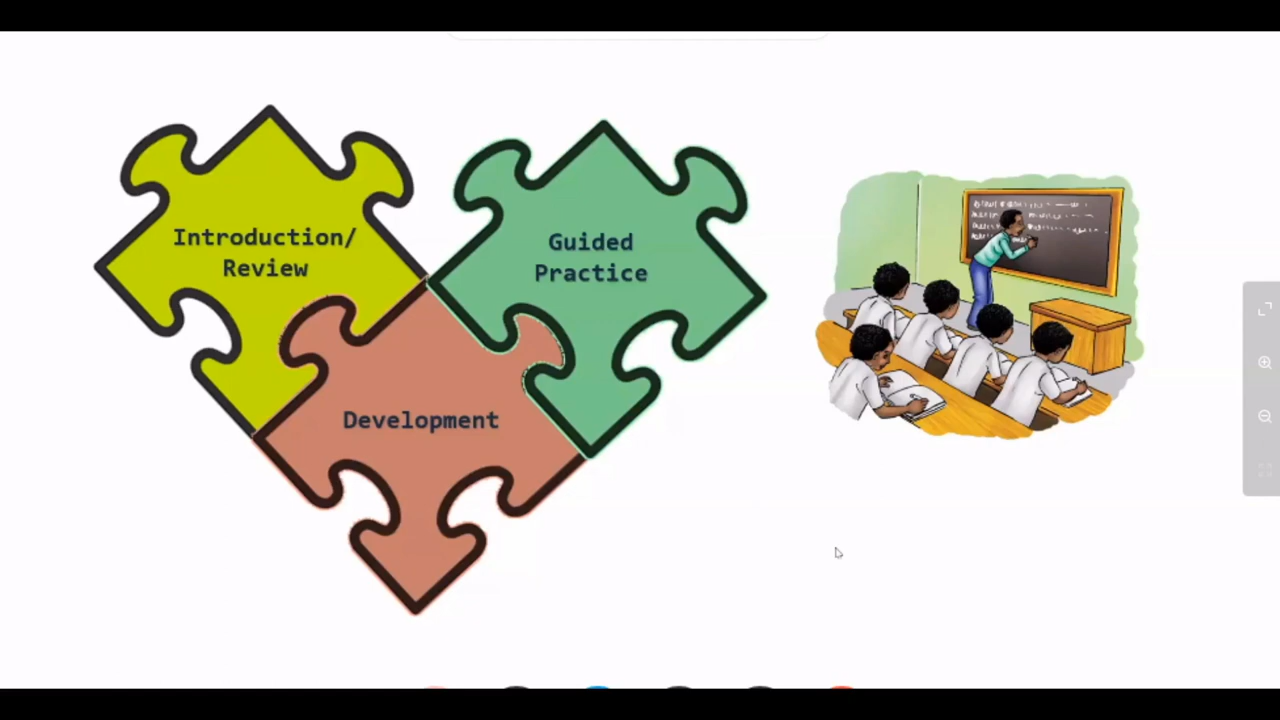 Introduction/
Review
Guided
Practice
Development